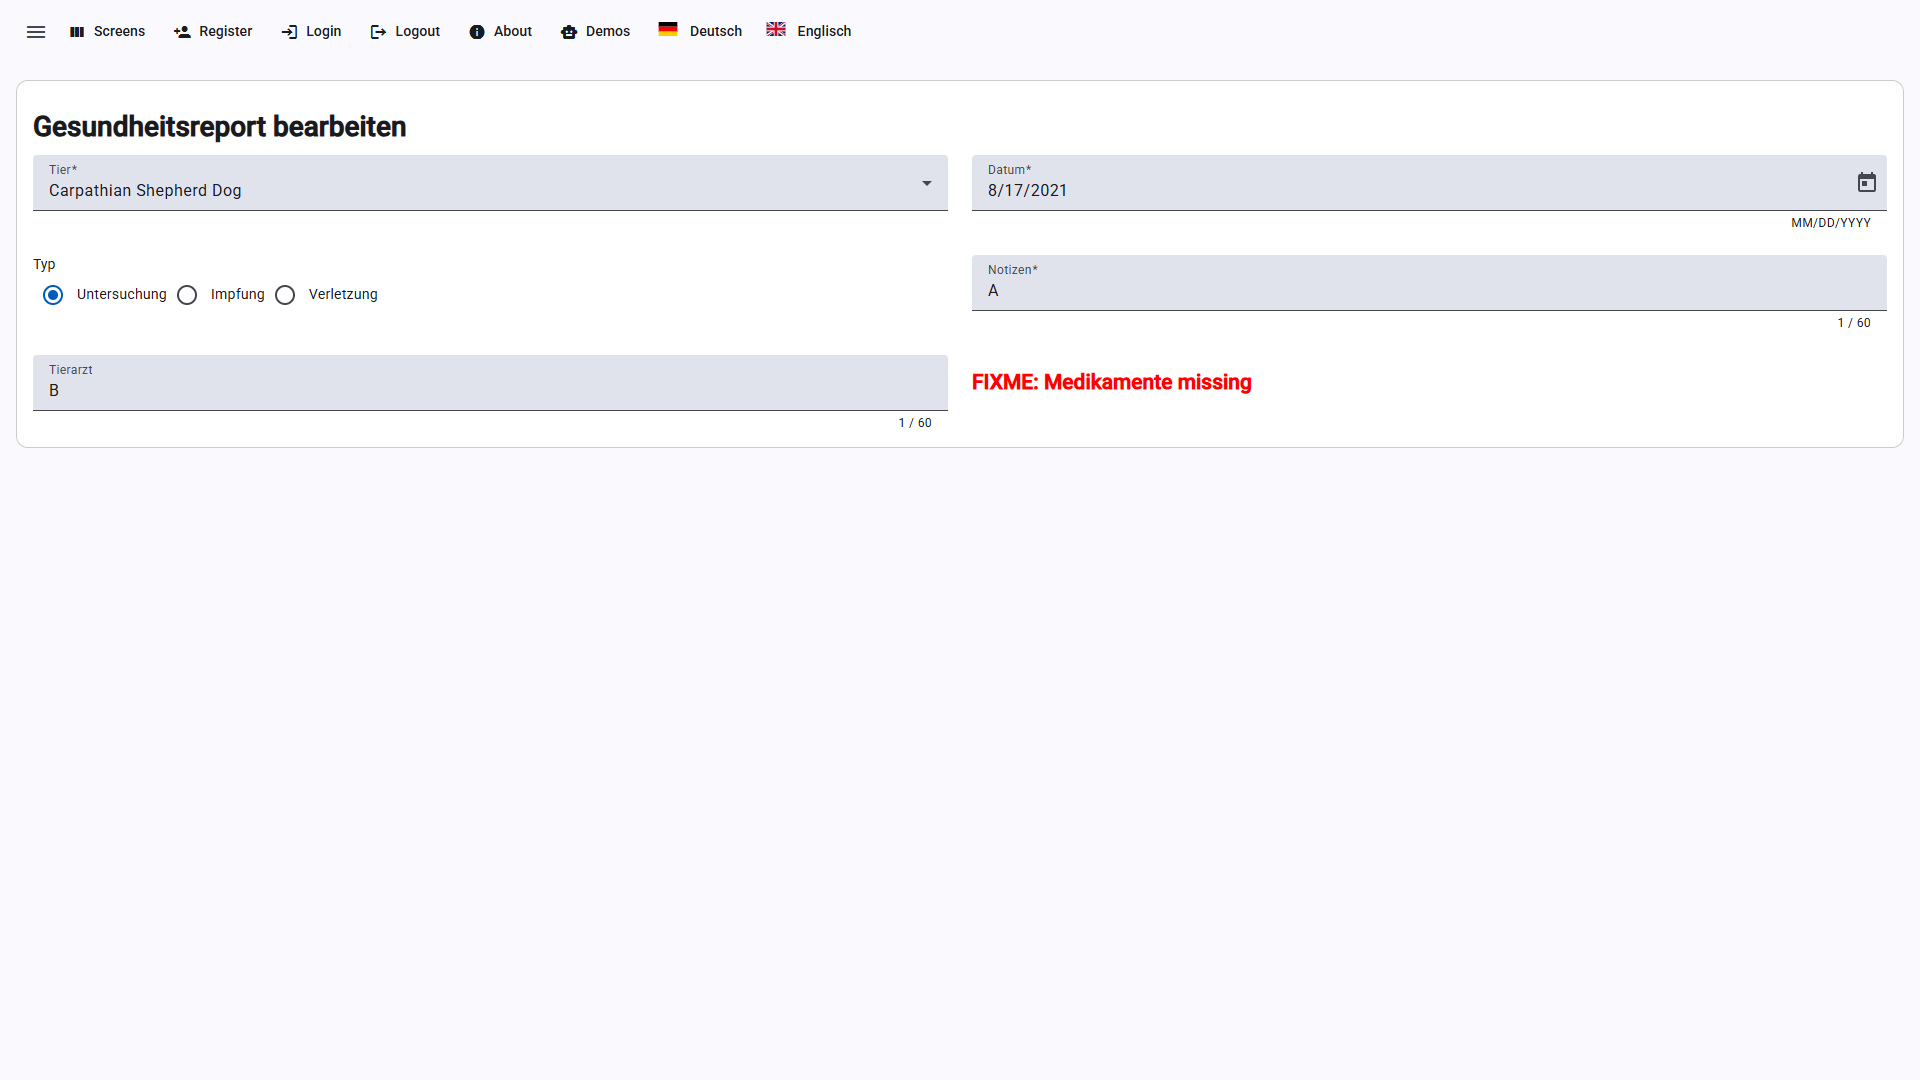 Screens Register Login Logout About Demos Deutsch Englisch
Gesundheitsreport bearbeiten
Tier*
Carpathian Shepherd Dog
Datum*
8/17/2021
MM/DD/YYYY
Typ
Untersuchung Impfung Verletzung
Notizen*
A
1 / 60
Tierarzt
B
1 / 60
FIXME: Medikamente missing